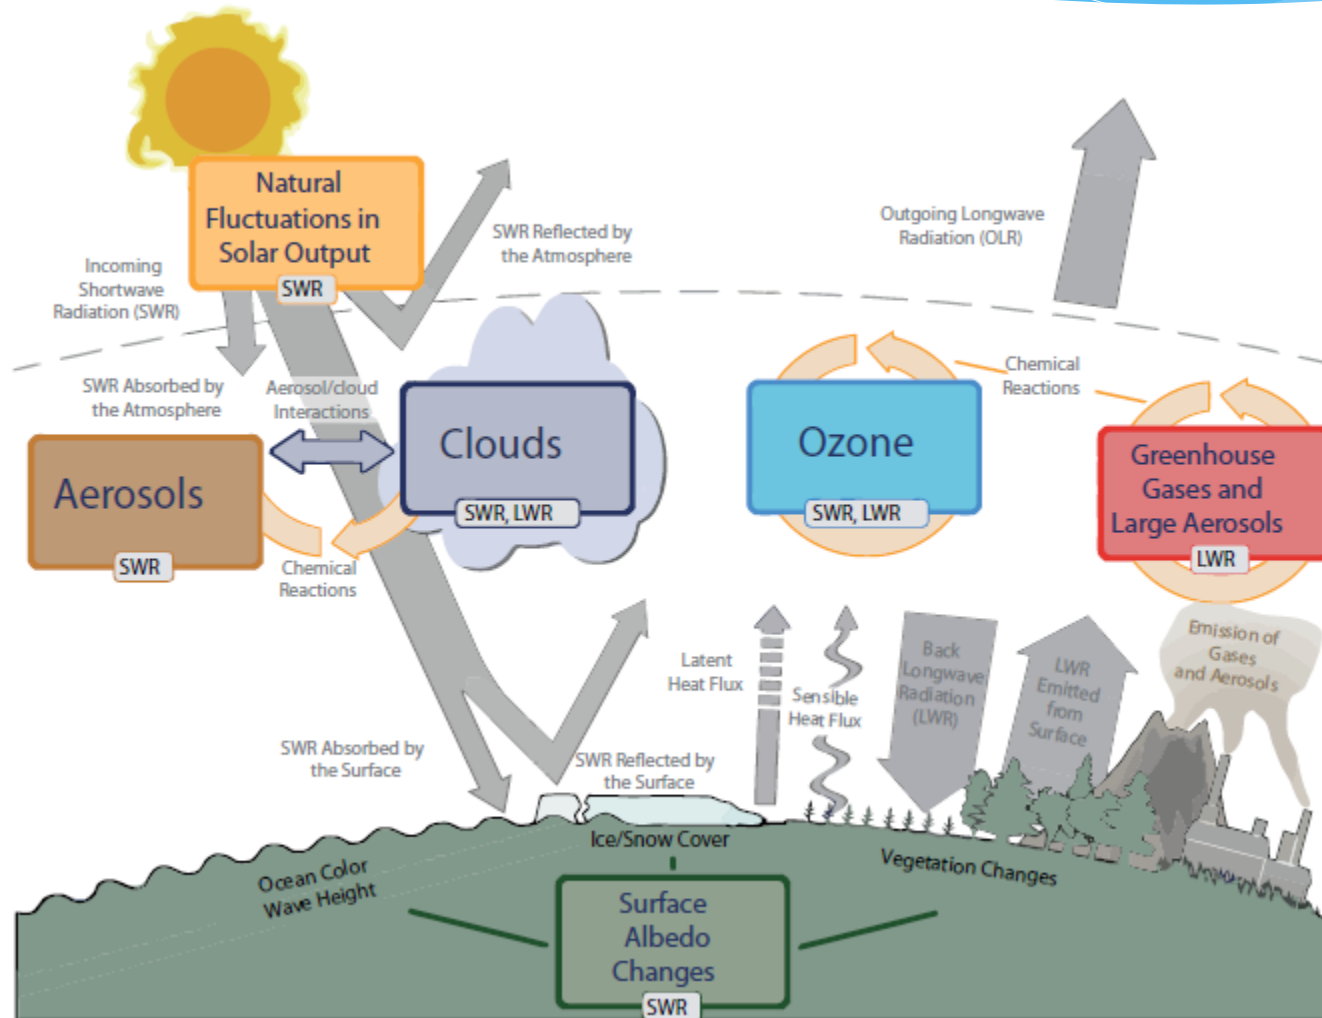 Natural
Fluctuations in
Solar Output
SWR
Incoming
Shortwave
Radiation (SWR)
SWR Reflected by
the Atmosphere
Outgoing Longwave
Radiation (OLR)
SWR Absorbed by
the Atmosphere
Aerosol/cloud
Interactions
Chemical
Reactions
Aerosols
SWR
Clouds
SWR, LWR
Ozone
SWR, LWR
Greenhouse
Gases and
Large Aerosols
LWR
Chemical
Reactions
Latent
Heat Flux
Sensible
Heat Flux
Back
Longwave
Radiation
(LWR)
LWR
Emitted
from
Surface
Emission of
Gases
and Aerosols
SWR Absorbed by
the Surface
SWR Reflected by
the Surface
Ice/Snow Cover
Ocean Color
Wave Height
Vegetation Changes
Surface
Albedo
Changes
SWR